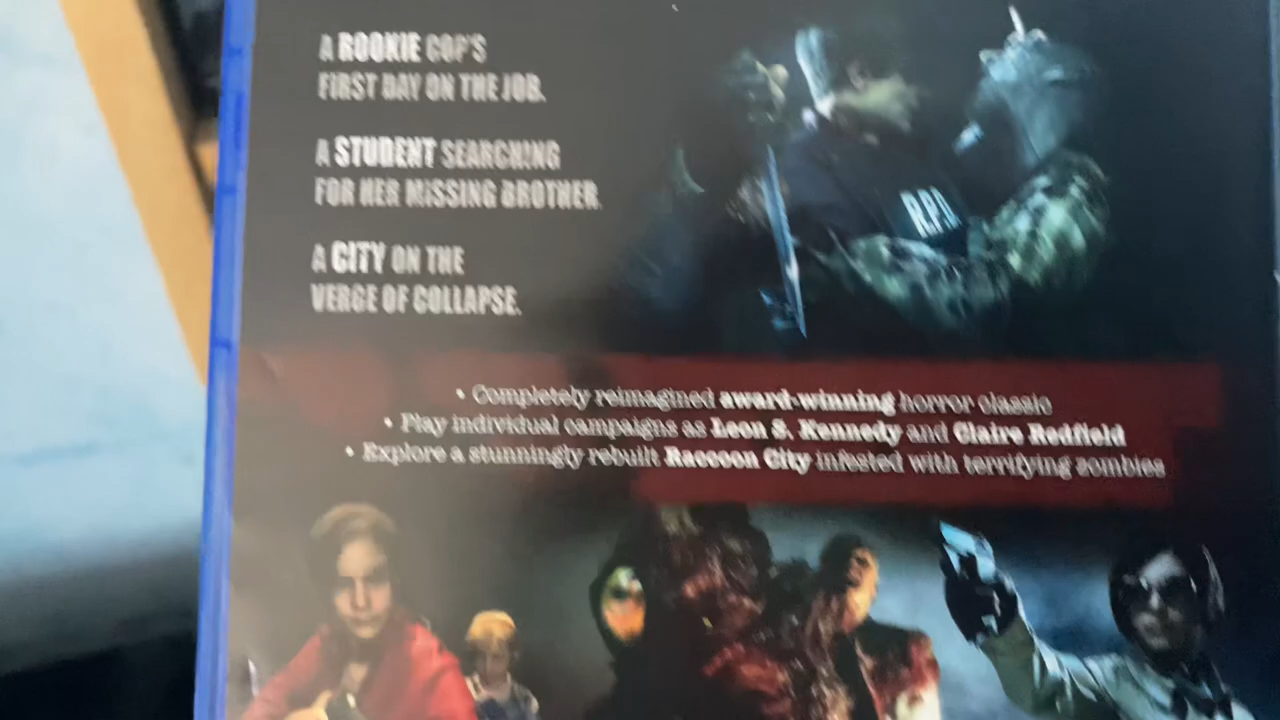 A ROOKIE COP'S
FIRST DAY ON THE JOB.
A STUDENT SEARCHING
FOR HER MISSING BROTHER.
A CITY ON THE
VERGE OF COLLAPSE.
R.P.D.
• Completely reimagined award-winning horror classic
• Play individual campaigns as Leon S. Kennedy and Claire Redfield
• Explore a stunningly rebuilt Raccoon City infested with terrifying zombies